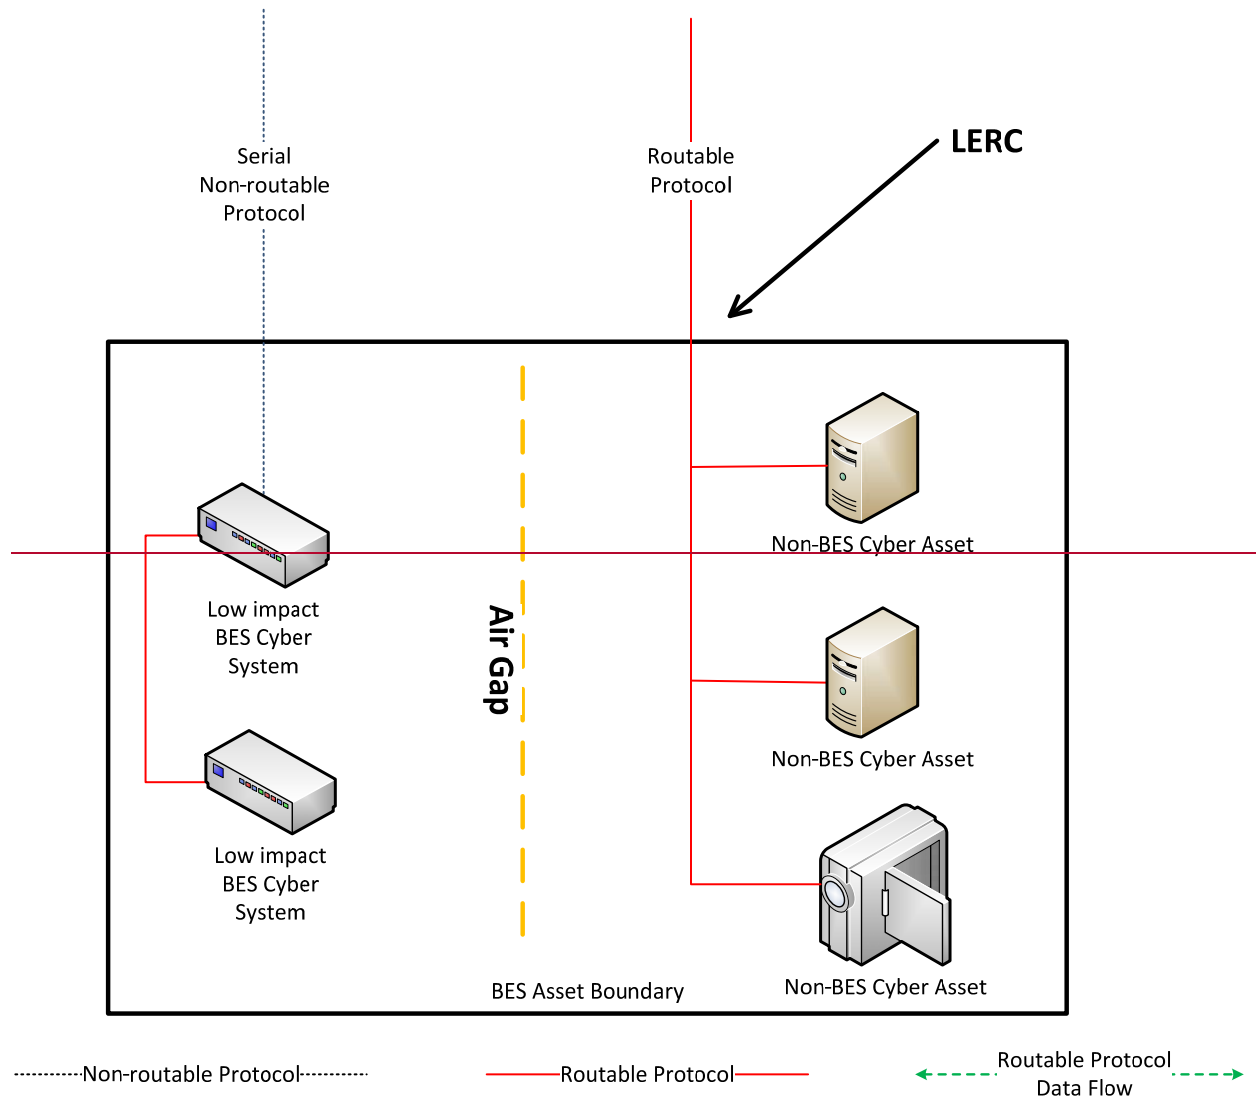 LERC
Serial
Non-routable
Protocol
Routable
Protocol
Non-BES Cyber Asset
Low impact
BES Cyber
System
Air Gap
Non-BES Cyber Asset
Low impact
BES Cyber
System
Non-BES Cyber Asset
BES Asset Boundary
Non-routable Protocol
Routable Protocol
Routable Protocol
Data Flow